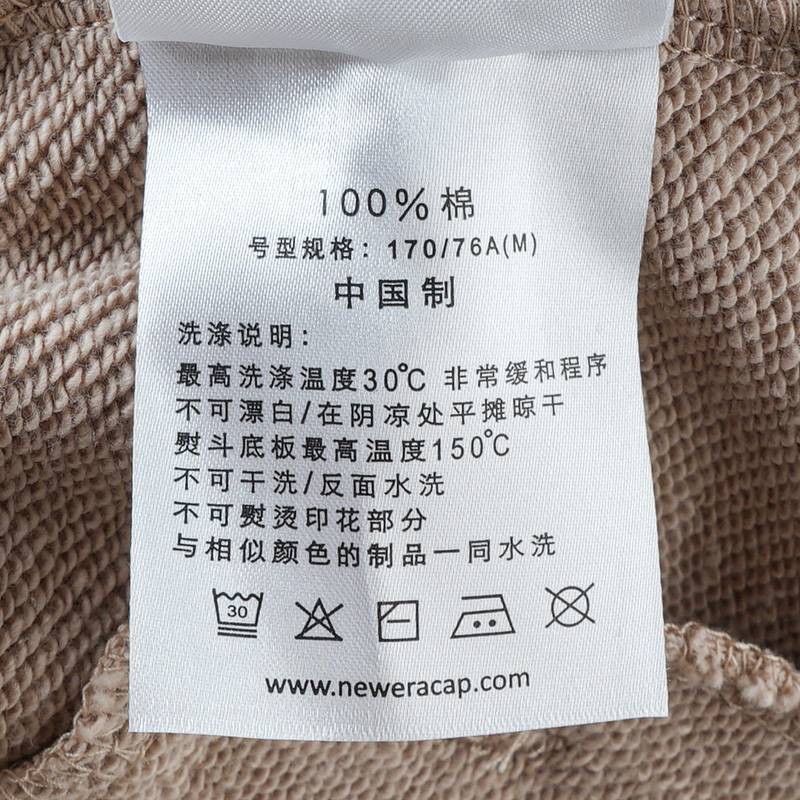 100%棉
号型规格：170/76A(M)
中国制
洗涤说明：
最高洗涤温度30℃ 非常缓和程序
不可漂白/在阴凉处平摊晾干
熨斗底板最高温度150℃
不可干洗/反面水洗
不可熨烫印花部分
与相似颜色的制品一同水洗
30
www.neweracap.com